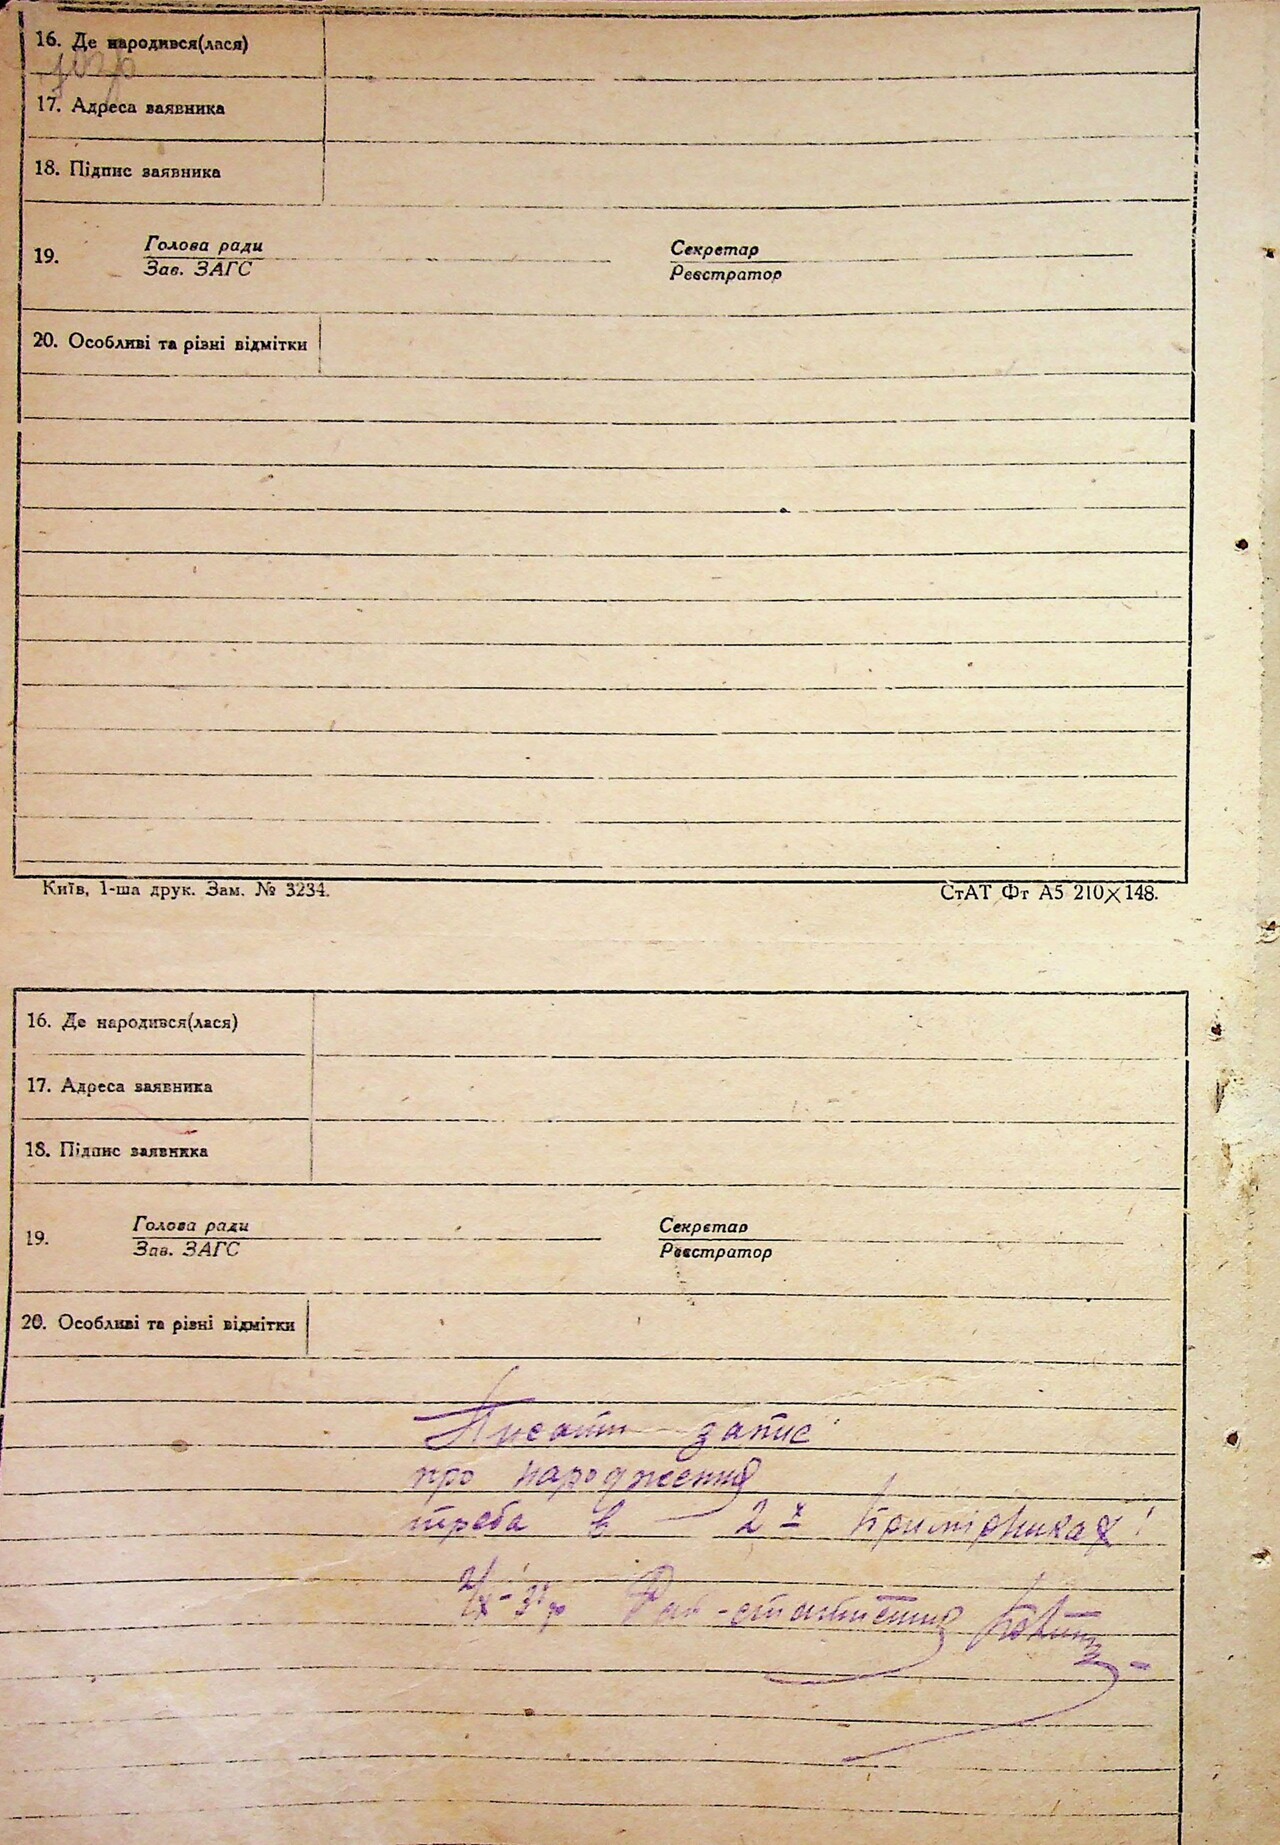 16. Де народився(лася)
17. Адреса заявника
18. Підпис заявника
19. Голова ради
Зав. ЗАГС
Секретар
Реєстратор
20. Особливі та різні відмітки
Київ, 1-ша друк. Зам. № 3234.
СтАТ Фт А5 210×148.
16. Де народився(лася)
17. Адреса заявника
18. Підпис заявника
19. Голова ради
Зав. ЗАГС
Секретар
Реєстратор
20. Особливі та різні відмітки
Писати запис
про народження
треба в 2х примірниках!